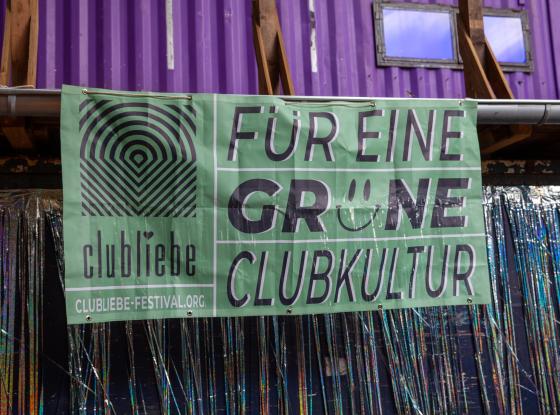 clubliebe
CLUBLIEBE-FESTIVAL.ORG
FÜR EINE
GRÜNE
CLUBKULTUR